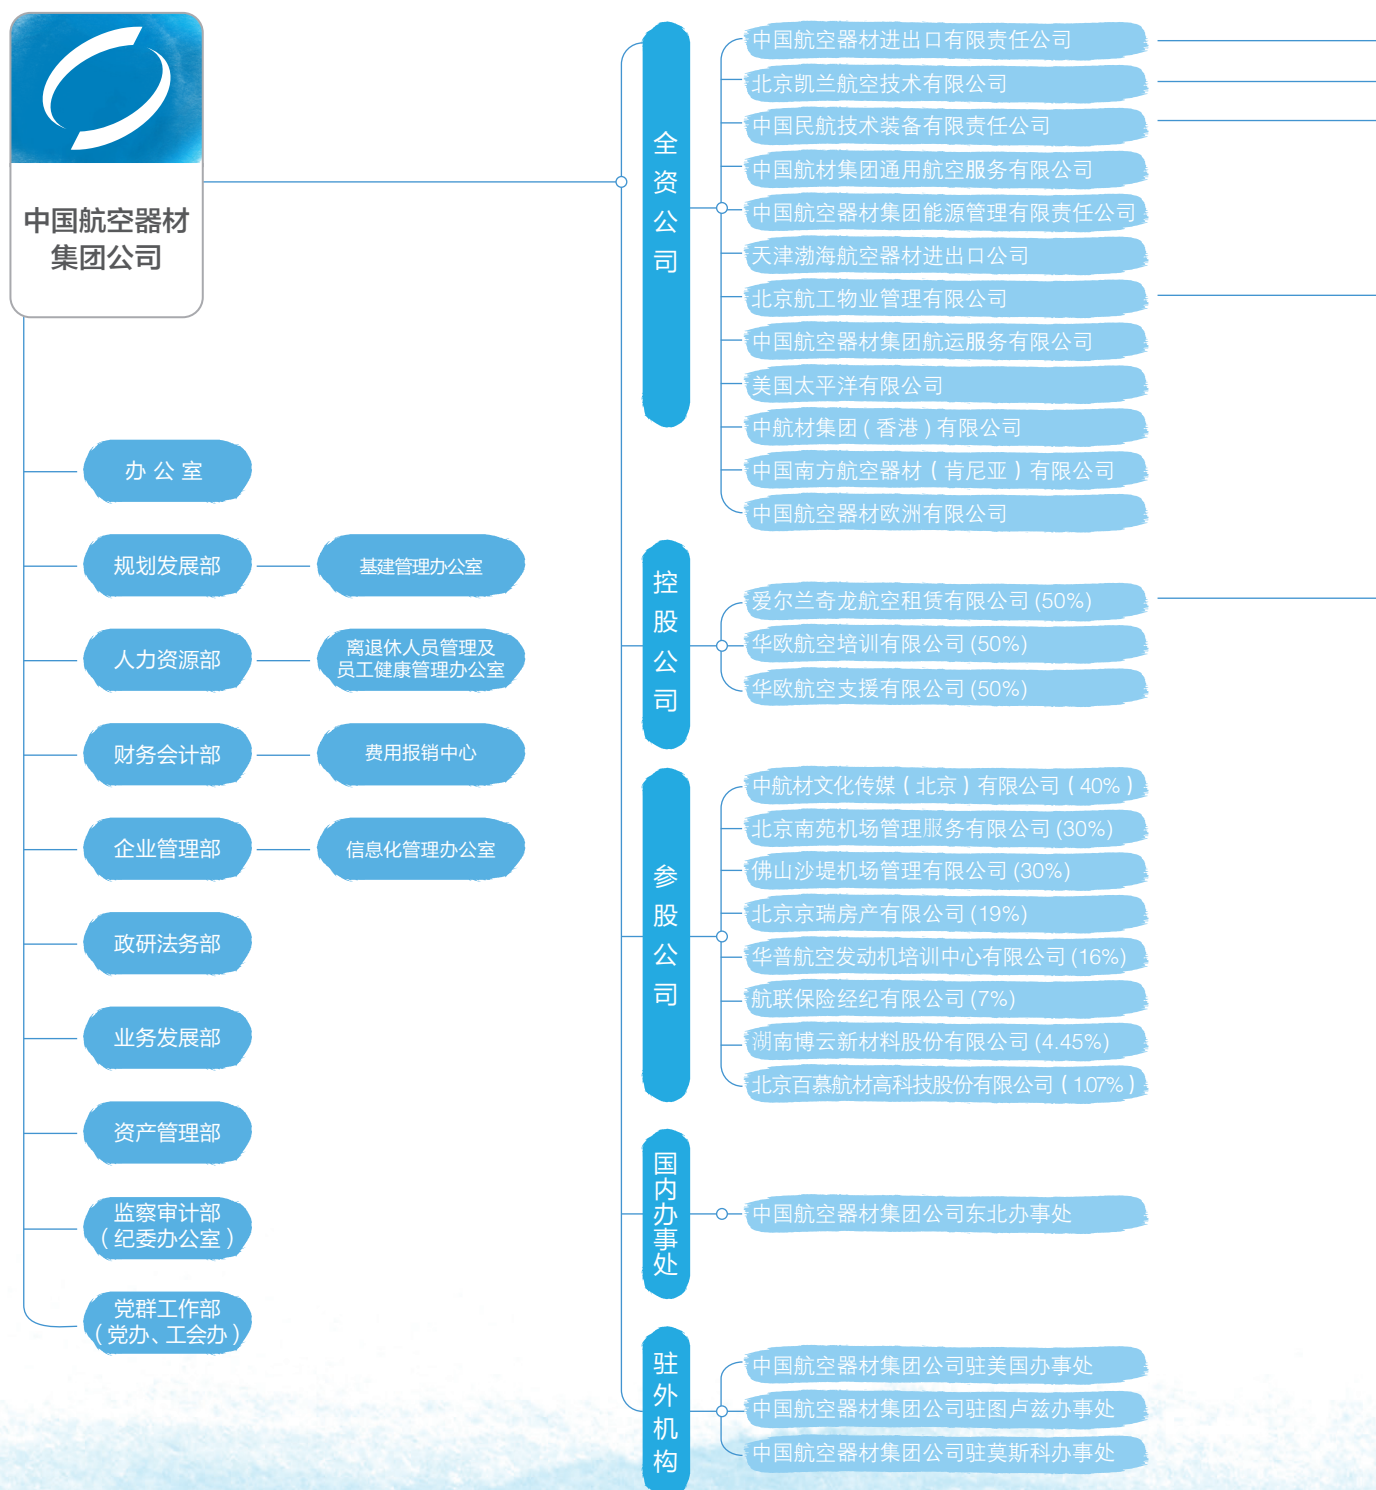 中国航空器材
集团公司
办公室
规划发展部
基建管理办公室
人力资源部
离退休人员管理及
员工健康管理办公室
财务会计部
费用报销中心
企业管理部
信息化管理办公室
政研法务部
业务发展部
资产管理部
监察审计部
（纪委办公室）
党群工作部
（党办、工会办）
全资公司
中国航空器材进出口有限责任公司
北京凯兰航空技术有限公司
中国民航技术装备有限责任公司
中国航材集团通用航空服务有限公司
中国航空器材集团能源管理有限责任公司
天津渤海航空器材进出口公司
北京航工物业管理有限公司
中国航空器材集团航运服务有限公司
美国太平洋有限公司
中航材集团（香港）有限公司
中国南方航空器材（肯尼亚）有限公司
中国航空器材欧洲有限公司
控股公司
爱尔兰奇龙航空租赁有限公司 (50%)
华欧航空培训有限公司 (50%)
华欧航空支援有限公司 (50%)
参股公司
中航材文化传媒（北京）有限公司（40%）
北京南苑机场管理服务有限公司 (30%)
佛山沙堤机场管理有限公司 (30%)
北京京瑞房产有限公司 (19%)
华普航空发动机培训中心有限公司 (16%)
航联保险经纪有限公司 (7%)
湖南博云新材料股份有限公司 (4.45%)
北京百慕航材高科技股份有限公司（1.07%）
国内办事处
中国航空器材集团公司东北办事处
驻外机构
中国航空器材集团公司驻美国办事处
中国航空器材集团公司驻图卢兹办事处
中国航空器材集团公司驻莫斯科办事处